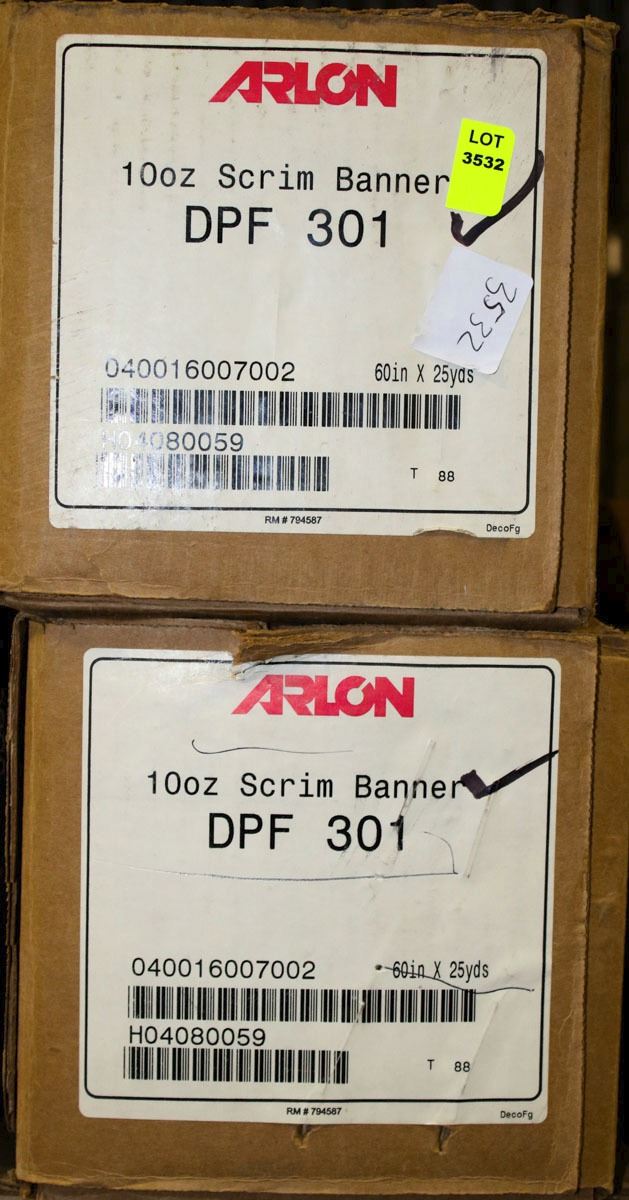 ARLON
LOT
3532
10oz Scrim Banner
DPF 301
3532
040016007002 60in X 25yds
H04080059
T 88
RM # 794587
DecoFg
ARLON
10oz Scrim Banner
DPF 301
040016007002 60in X 25yds
H04080059
T 88
RM # 794587
DecoFg